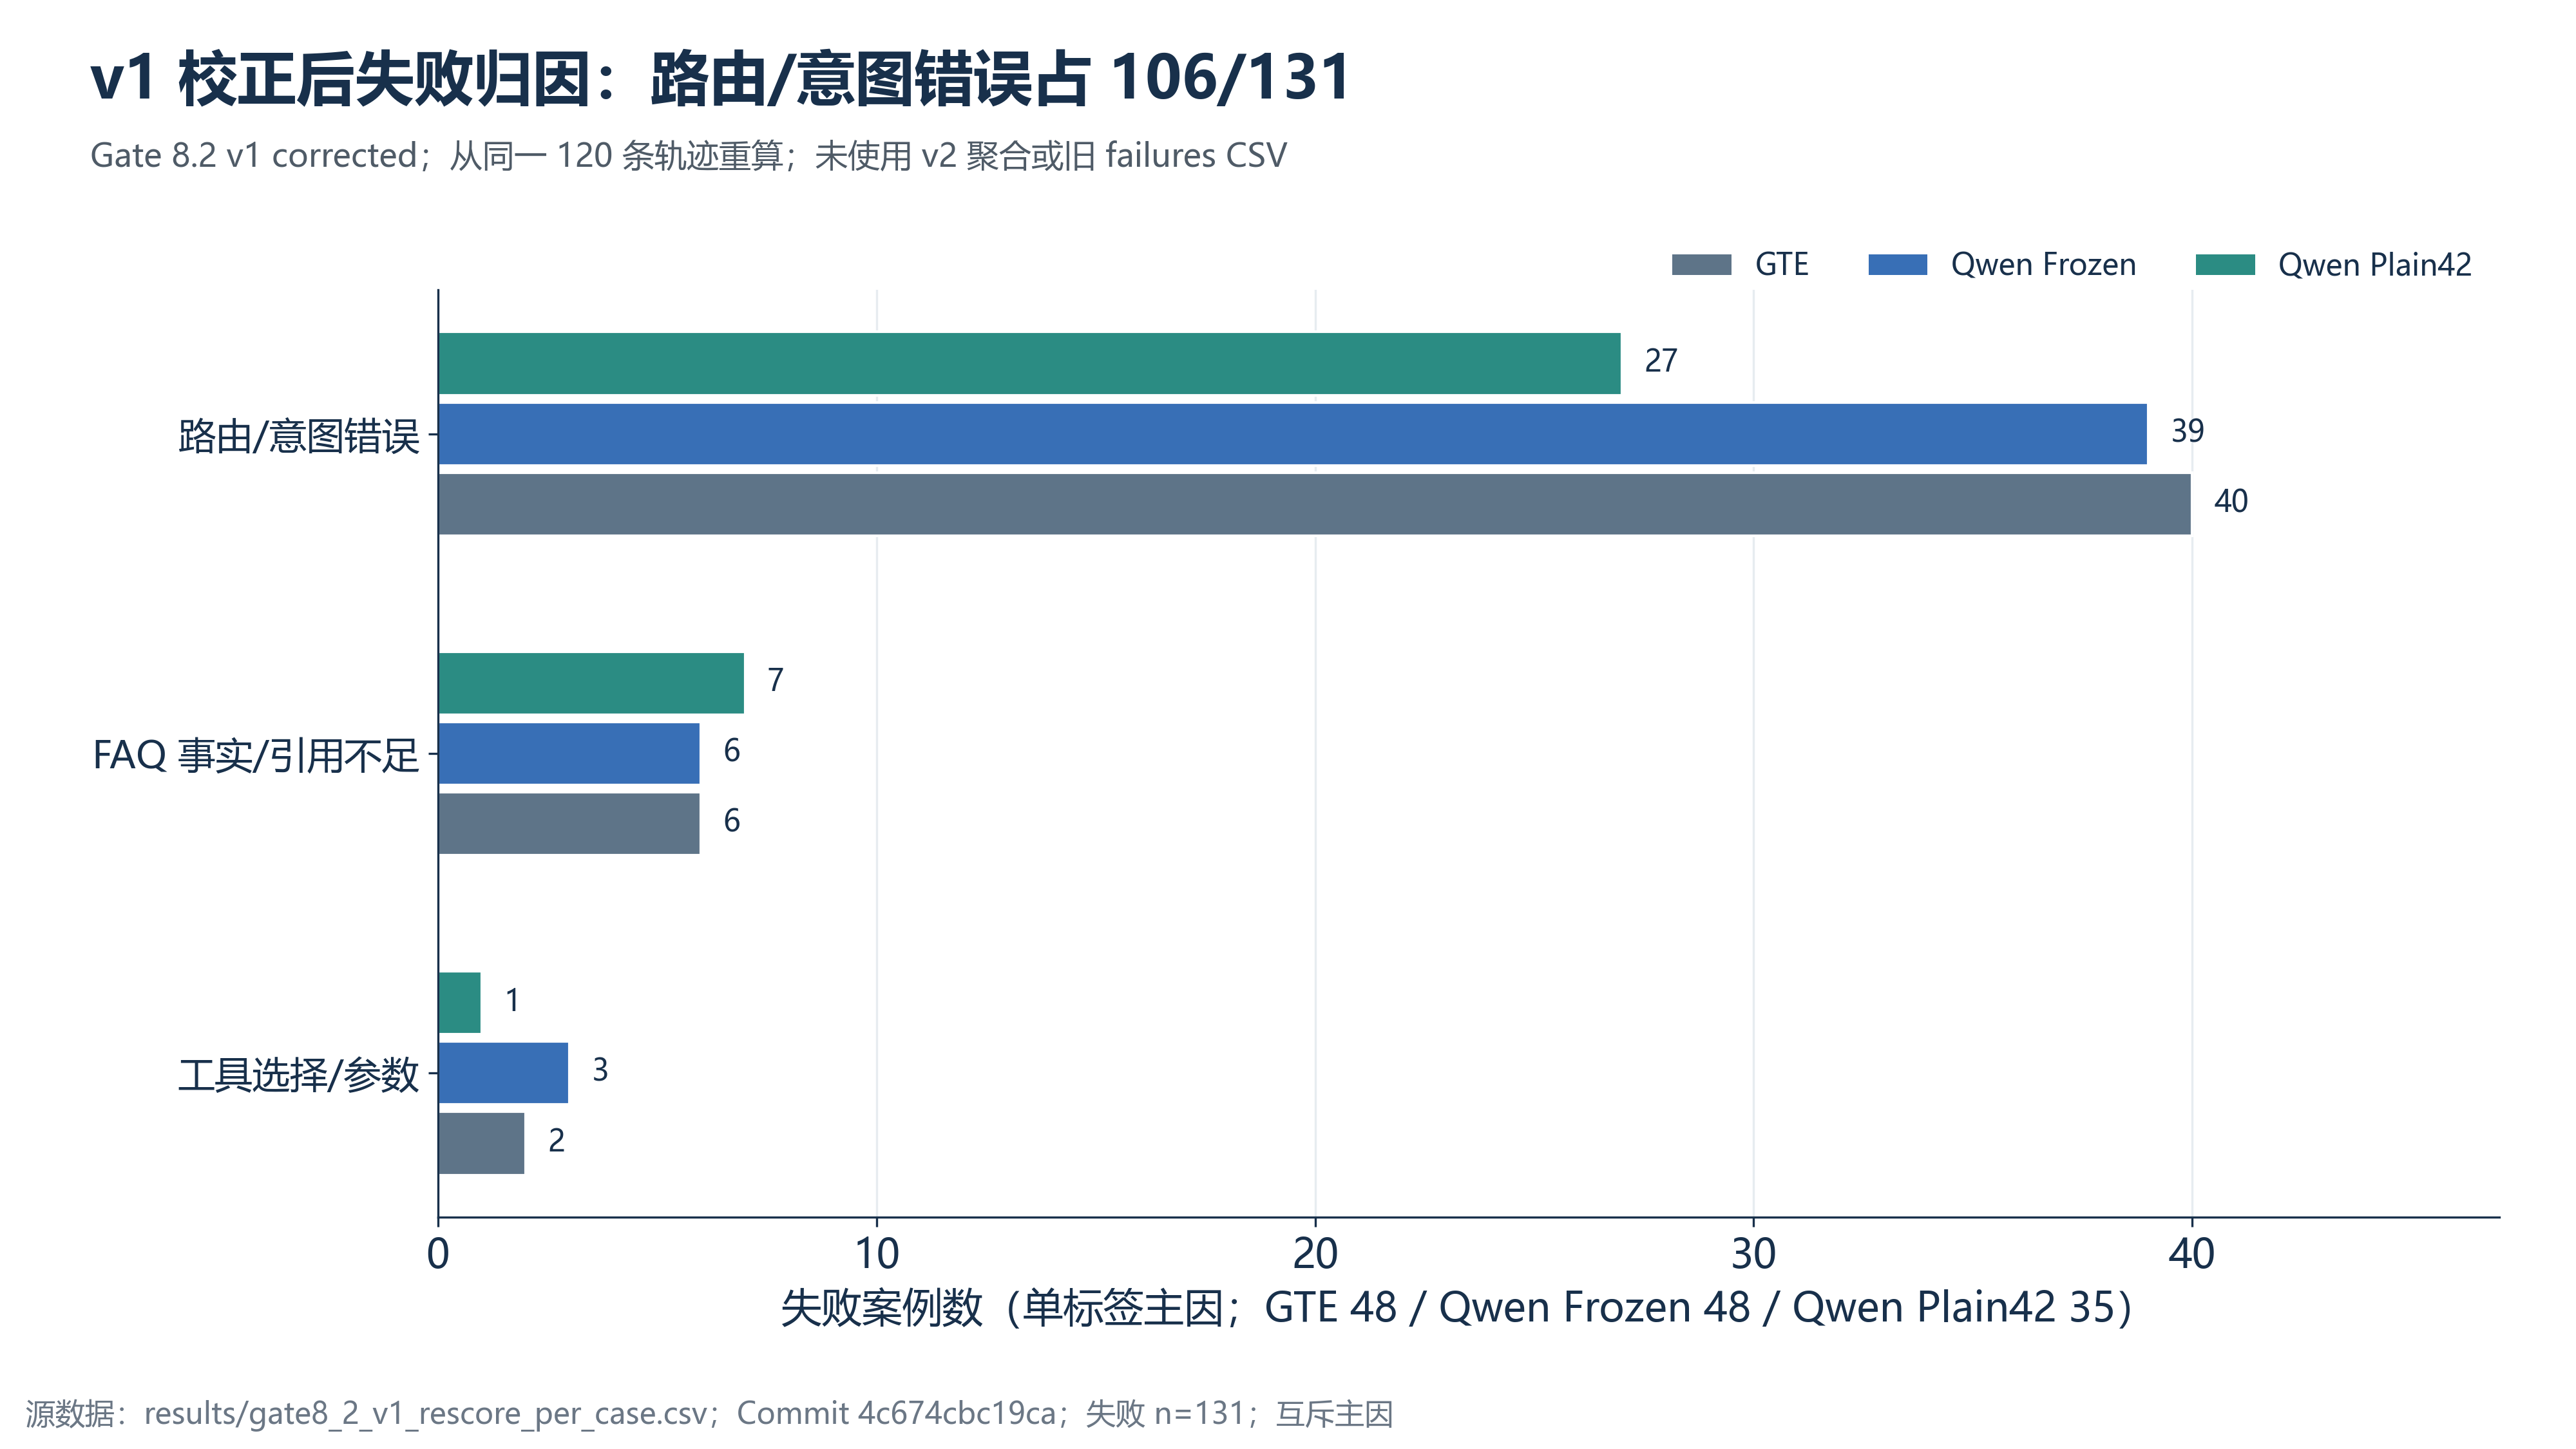 v1 校正后失败归因：路由/意图错误占 106/131
Gate 8.2 v1 corrected；从同一 120 条轨迹重算；未使用 v2 聚合或旧 failures CSV
GTE
Qwen Frozen
Qwen Plain42
路由/意图错误
27
39
40
FAQ 事实/引用不足
7
6
6
工具选择/参数
1
3
2
0
10
20
30
40
失败案例数（单标签主因；GTE 48 / Qwen Frozen 48 / Qwen Plain42 35）
源数据：results/gate8_2_v1_rescore_per_case.csv；Commit 4c674cbc19ca；失败 n=131；互斥主因